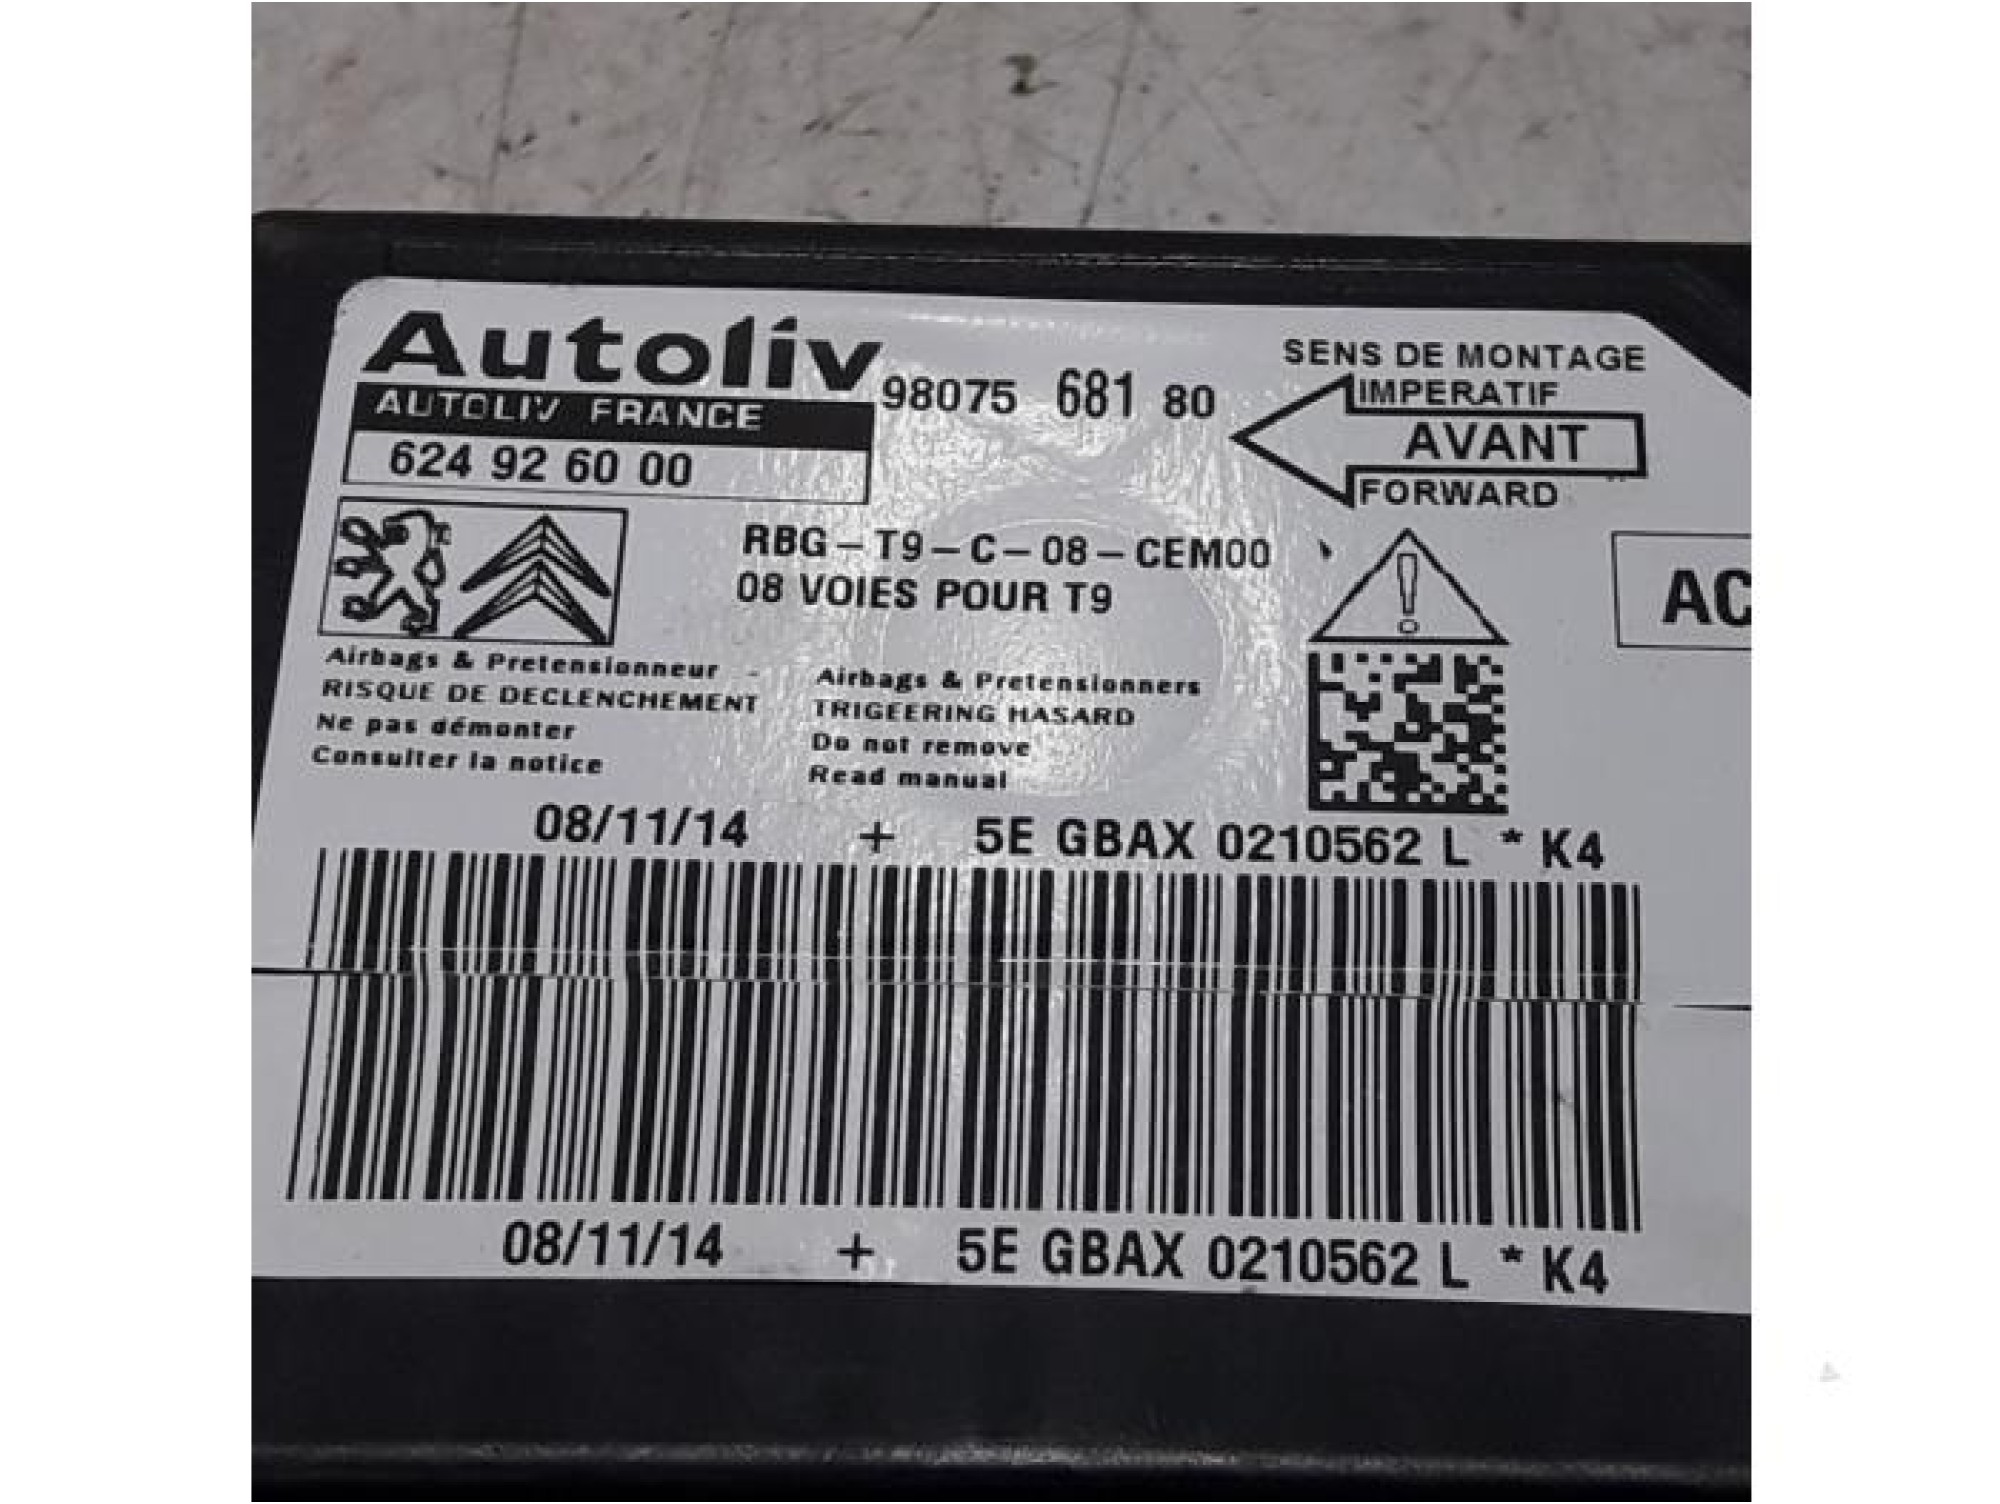 Autoliv
AUTOLIV FRANCE
98075 681 80
624 92 60 00
SENS DE MONTAGE
IMPERATIF
AVANT
FORWARD
RBG-T9-C-08-CEM00
08 VOIES POUR T9
AC
Airbags & Pretensionneur -
RISQUE DE DECLENCHEMENT
Ne pas démonter
Consulter la notice
Airbags & Pretensionners
TRIGEERING HASARD
Do not remove
Read manual
08/11/14 + 5E GBAX 0210562 L * K4
08/11/14 + 5E GBAX 0210562 L * K4